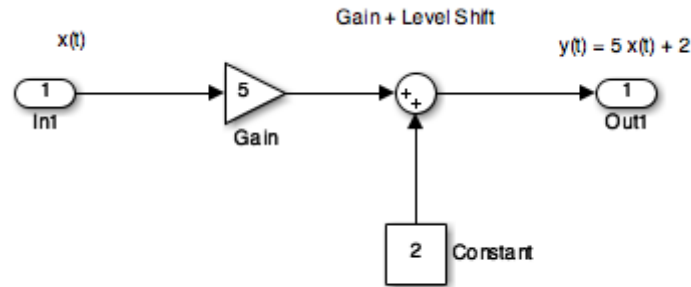 Gain + Level Shift
x(t)
y(t) = 5 x(t) + 2
1
In1
5
Gain
+
+
1
Out1
2
Constant